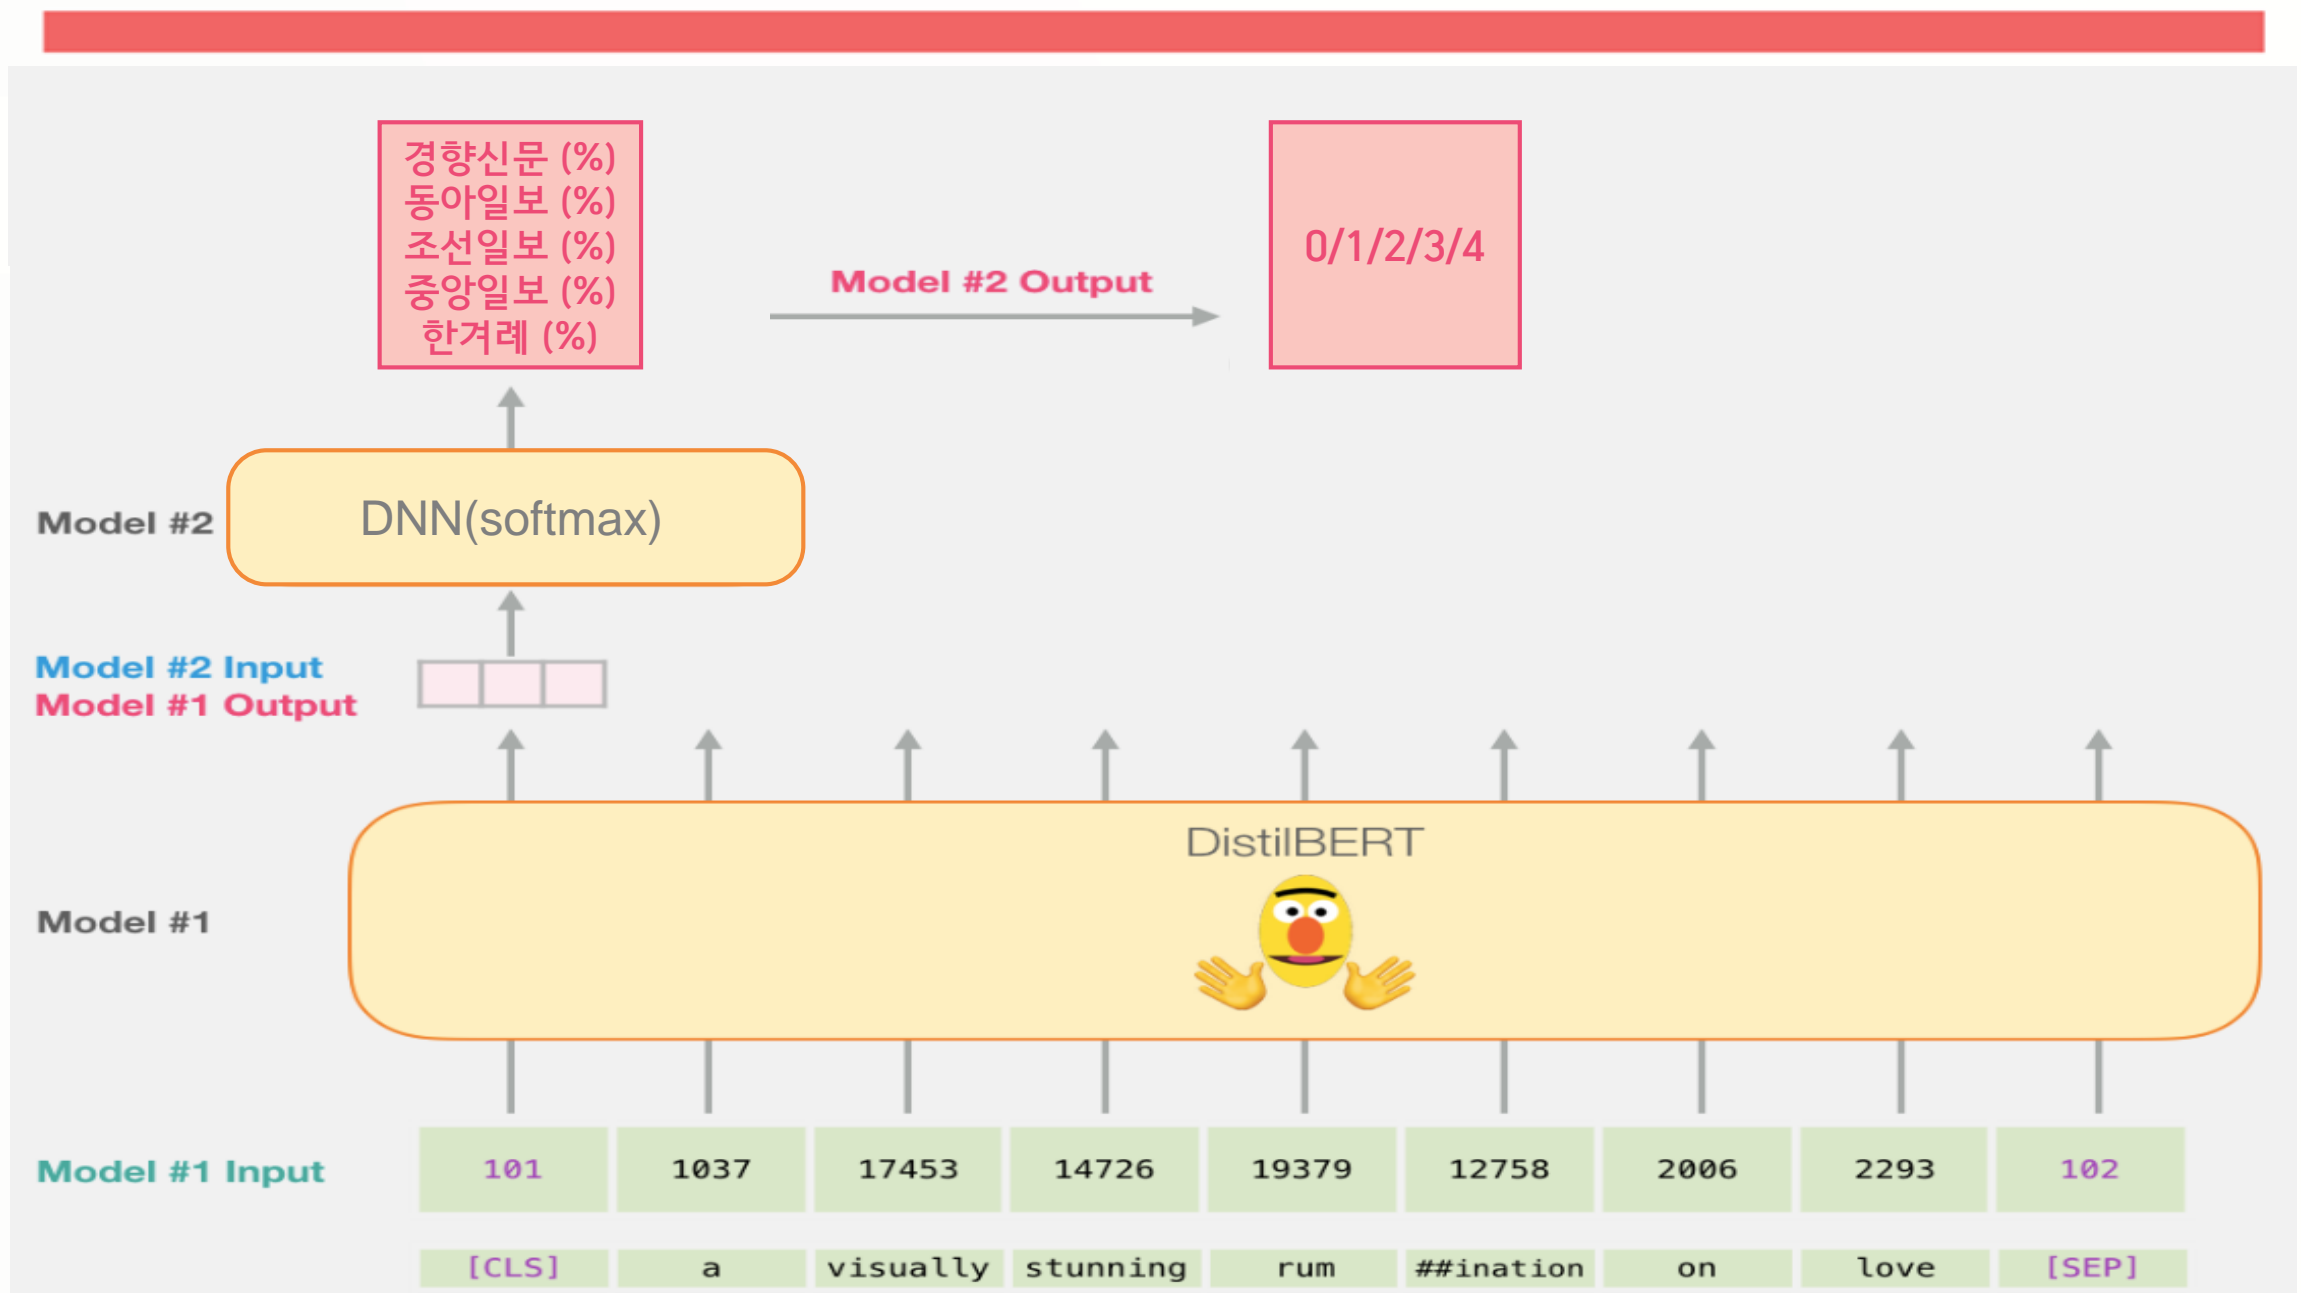 경향신문 (%)
동아일보 (%)
조선일보 (%)
중앙일보 (%)
한겨레 (%)
Model #2 Output
0/1/2/3/4
Model #2
DNN(softmax)
Model #2 Input
Model #1 Output
DistilBERT
Model #1
Model #1 Input
101 1037 17453 14726 19379 12758 2006 2293 102
[CLS] a visually stunning rum ##ination on love [SEP]